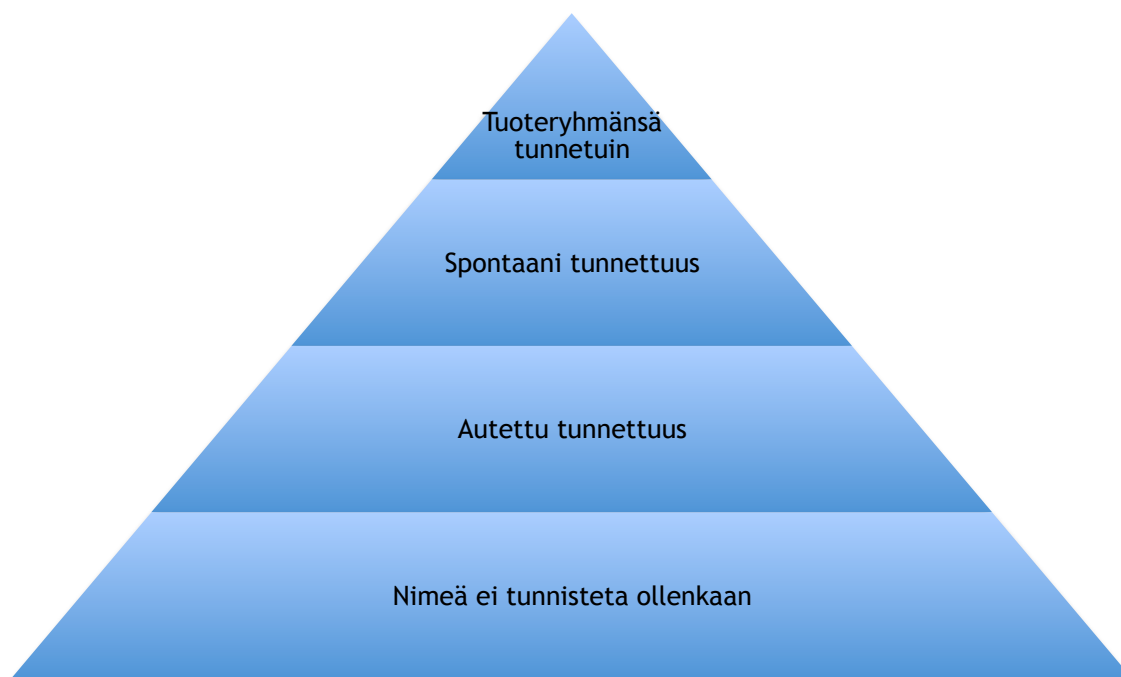 Tuoteryhmänsä
tunnetuin
Spontaani tunnettuus
Autettu tunnettuus
Nimeä ei tunnisteta ollenkaan